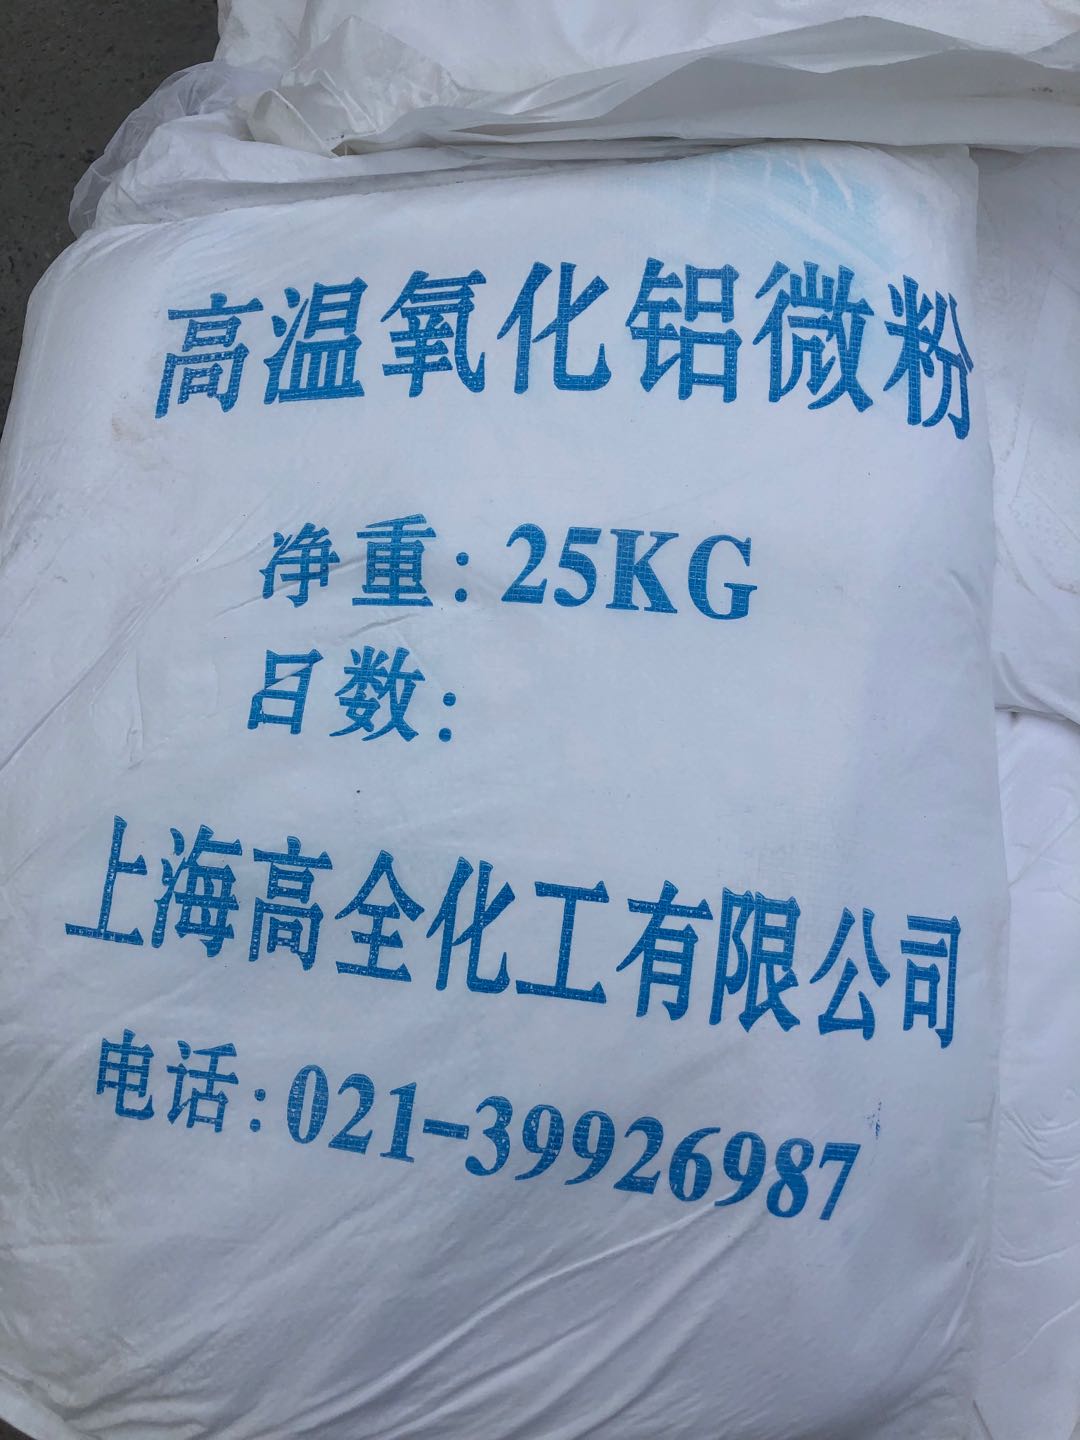 高温氧化铝微粉
净重:25KG
目数:
上海高全化工有限公司
电话:021-39926987